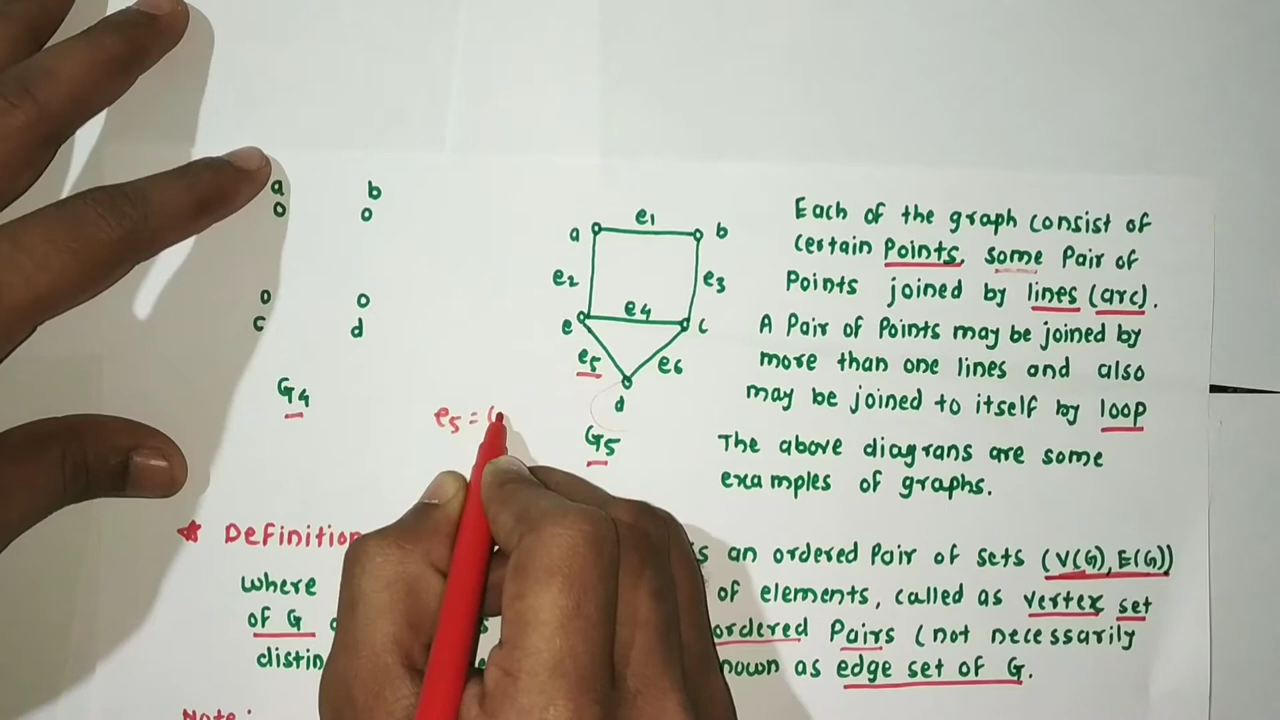 a b
c d
G4
e1
a b
e2 e3
e4
e c
e5 e6
d
G5
e5 = (
Each of the graph consist of
certain Points, some Pair of
Points joined by lines (arc).
A Pair of Points may be joined by
more than one lines and also
may be joined to itself by loop
The above diagrans are some
examples of graphs.
* Definition
is an ordered Pair of sets (V(G), E(G))
where of elements, called as vertex set
of G ordered Pairs (not necessarily
distin nown as edge set of G.
Note: